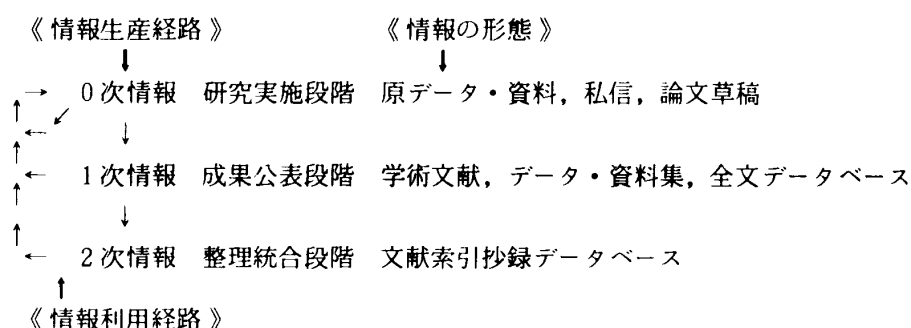 《情報生産経路》 《情報の形態》
0次情報 研究実施段階 原データ・資料，私信，論文草稿
1次情報 成果公表段階 学術文献，データ・資料集，全文データベース
2次情報 整理統合段階 文献索引抄録データベース
《情報利用経路》